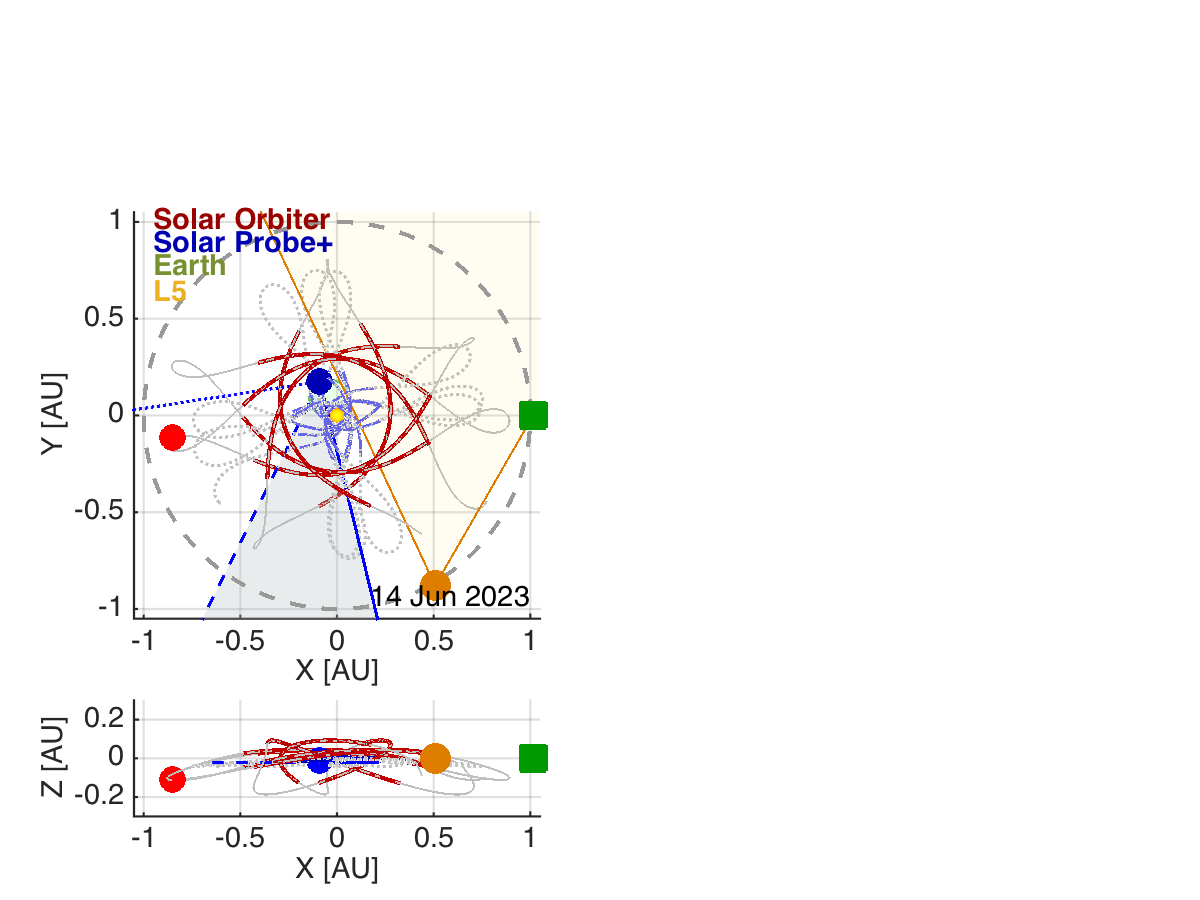 Solar Orbiter
Solar Probe+
Earth
L5
1
0.5
0
-0.5
-1
Y [AU]
14 Jun 2023
-1 -0.5 0 0.5 1
X [AU]
0.2
0
-0.2
Z [AU]
-1 -0.5 0 0.5 1
X [AU]